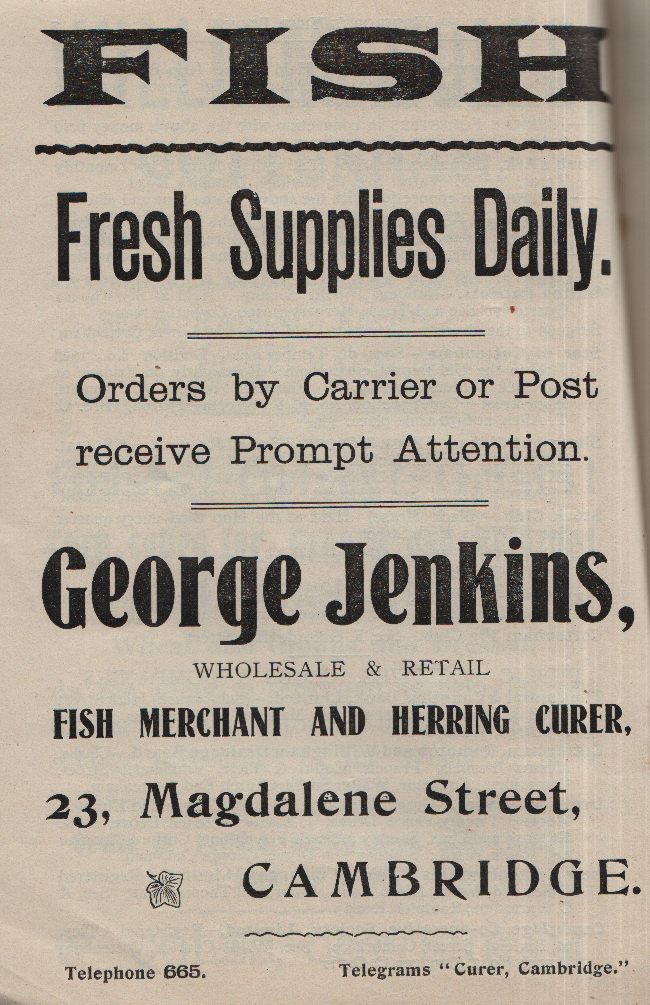 FISH
Fresh Supplies Daily.
Orders by Carrier or Post
receive Prompt Attention.
George Jenkins,
WHOLESALE & RETAIL
FISH MERCHANT AND HERRING CURER,
23, Magdalene Street,
CAMBRIDGE.
Telephone 665. Telegrams "Curer, Cambridge."